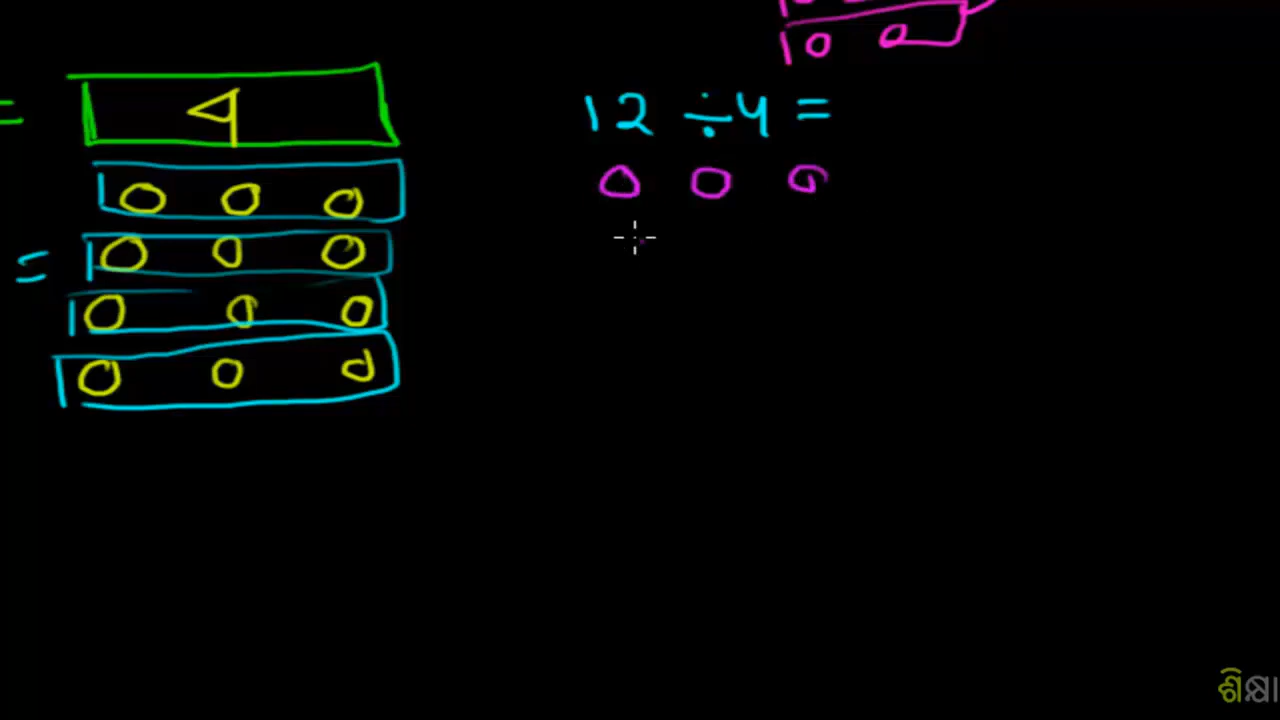 = 4
12 ÷ 4 =
=
ଶିକ୍ଷା